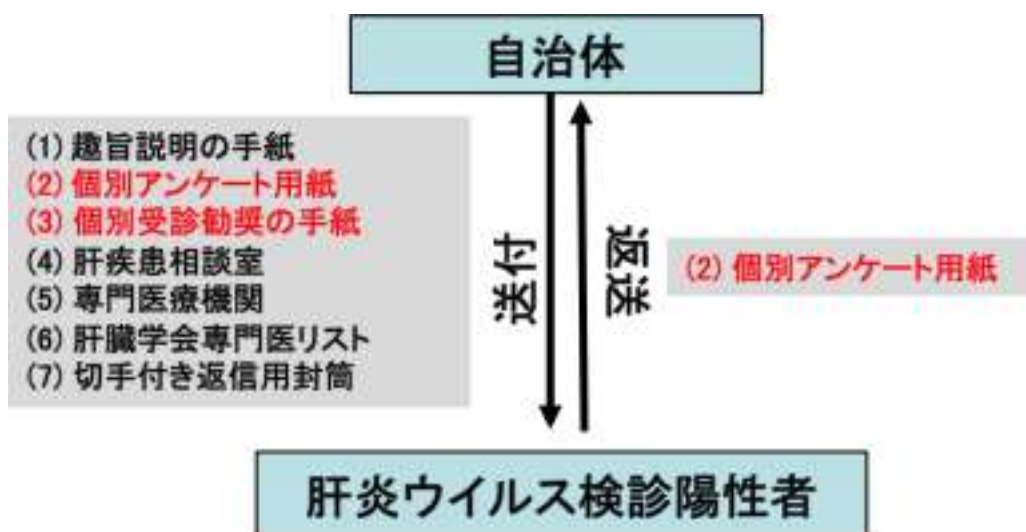 自治体
(1) 趣旨説明の手紙
(2) 個別アンケート用紙
(3) 個別受診勧奨の手紙
(4) 肝疾患相談室
(5) 専門医療機関
(6) 肝臓学会専門医リスト
(7) 切手付き返信用封筒
送付
返送
(2) 個別アンケート用紙
肝炎ウイルス検診陽性者